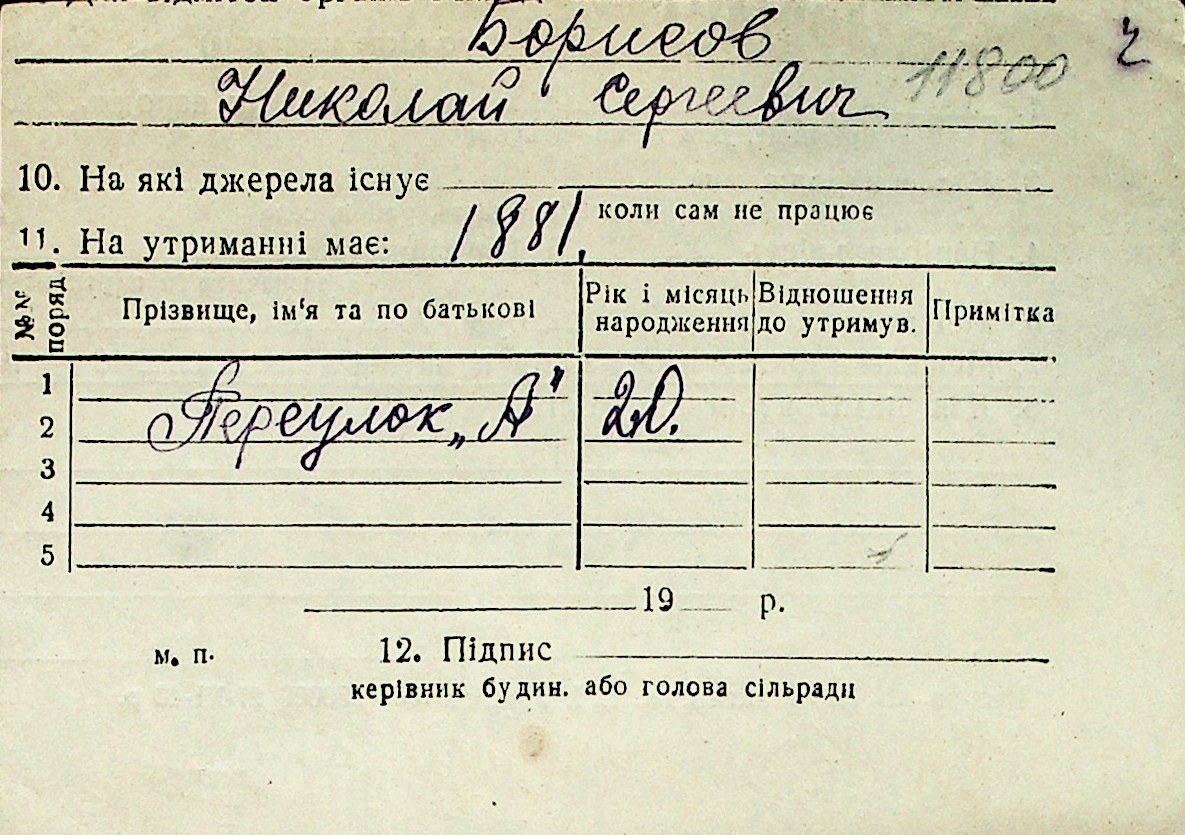 Борисов ч
Николай Сергеевич 11800
10. На які джерела існує
коли сам не працює
11. На утриманні має: 1881.
№№ поряд Прізвище, ім'я та по батькові Рік і місяць народження Відношення до утримув. Примітка
1
2 Переулок „А" 20.
3
4
5
19 р.
м. п. 12. Підпис
керівник будин. або голова сільради